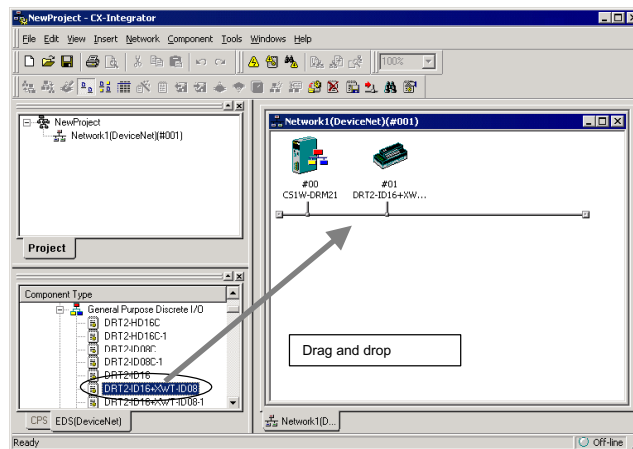 NewProject - CX-Integrator
File Edit View Insert Network Component Tools Windows Help
100%
NewProject
Network1(DeviceNet)(#001)
Project
Component Type
General Purpose Discrete I/O
DRT2-HD16C
DRT2-HD16C-1
DRT2-ID08C
DRT2-ID08C-1
DRT2-ID16
DRT2-ID16+XWT-ID08
DRT2-ID16+XWT-ID08-1
CPS EDS(DeviceNet)
Network1(DeviceNet)(#001)
#00 #01
CS1W-DRM21 DRT2-ID16+XW...
Drag and drop
Network1(D...
Ready Off-line